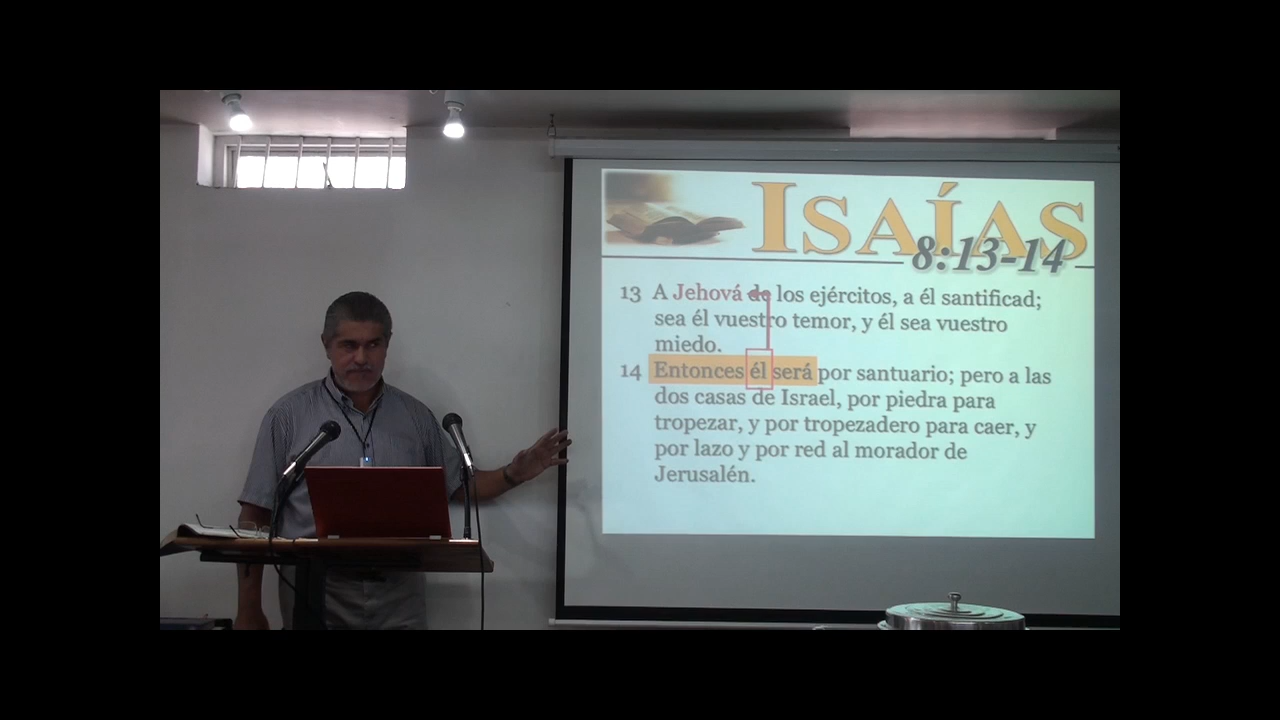 ISAÍAS
8:13-14
13 A Jehová de los ejércitos, a él santificad;
sea él vuestro temor, y él sea vuestro
miedo.
14 Entonces él será por santuario; pero a las
dos casas de Israel, por piedra para
tropezar, y por tropezadero para caer, y
por lazo y por red al morador de
Jerusalén.